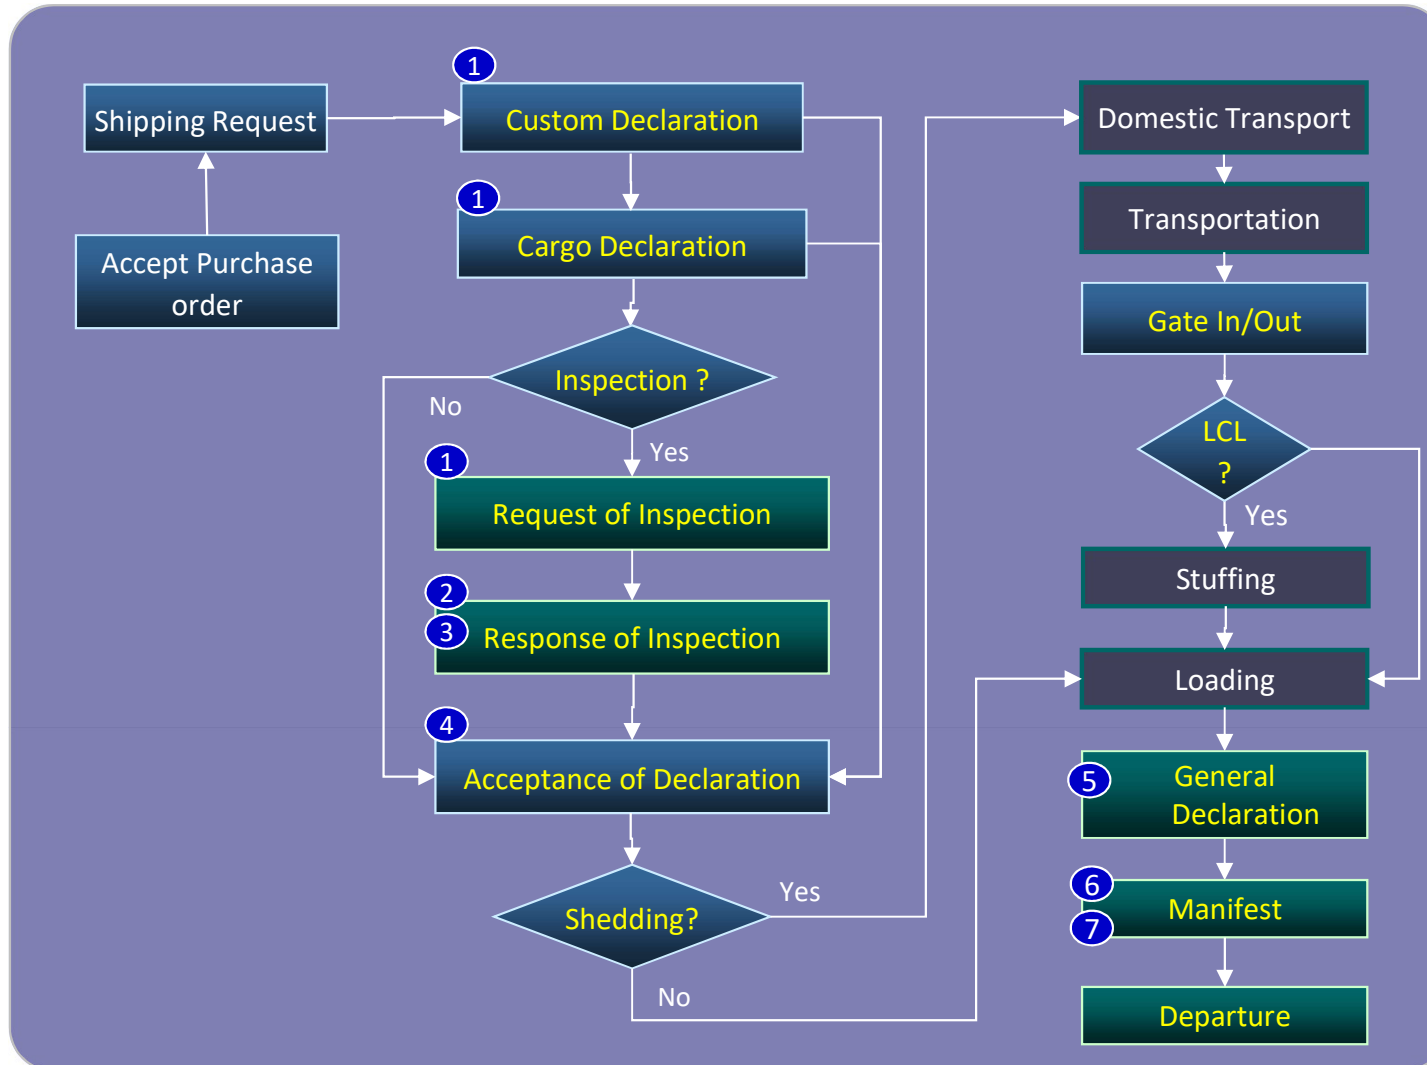 1
Shipping Request
Custom Declaration
1
Cargo Declaration
Accept Purchase
order
Inspection ?
No
Yes
1
Request of Inspection
2
3
Response of Inspection
4
Acceptance of Declaration
Shedding?
Yes
No
Domestic Transport
Transportation
Gate In/Out
LCL
?
Yes
Stuffing
Loading
5
General
Declaration
6
7
Manifest
Departure